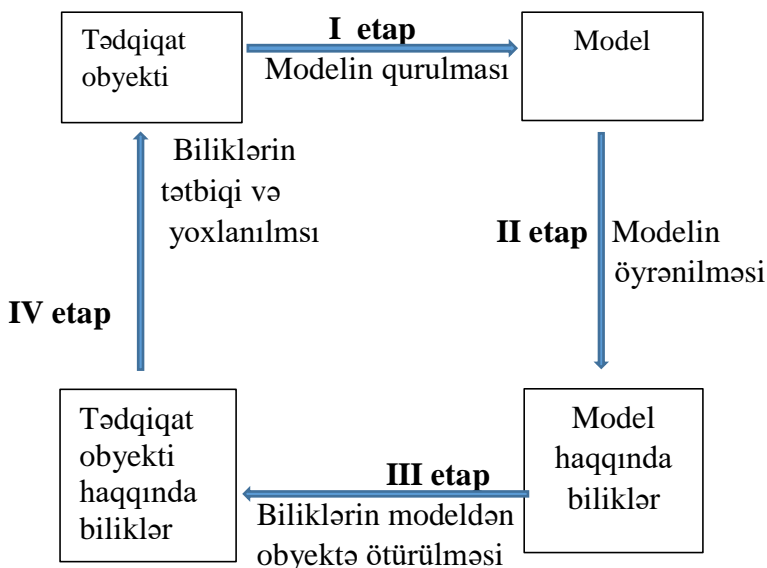 Tədqiqat
obyekti
I etap
Modelin qurulması
Model
Biliklərin
tətbiqi və
yoxlanılmsı
II etap
Modelin
öyrənilməsi
IV etap
Tədqiqat
obyekti
haqqında
biliklər
III etap
Biliklərin modeldən
obyektə ötürülməsi
Model
haqqında
biliklər